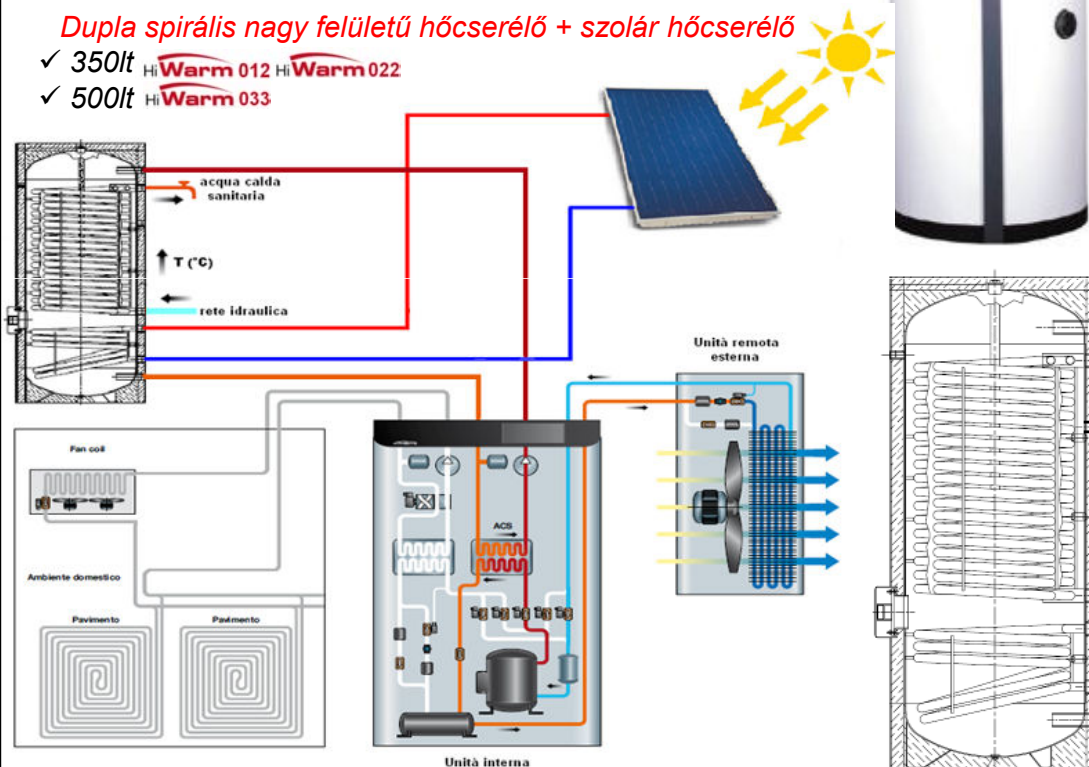 Dupla spirális nagy felületű hőcserélő + szolár hőcserélő
✓ 350lt HiWarm 012 HiWarm 022
✓ 500lt HiWarm 033
acqua calda
sanitaria
T (°C)
rete idraulica
Unità remota
esterna
Fan coil
ACS
Ambiente domestico
Pavimento
Pavimento
Unità interna